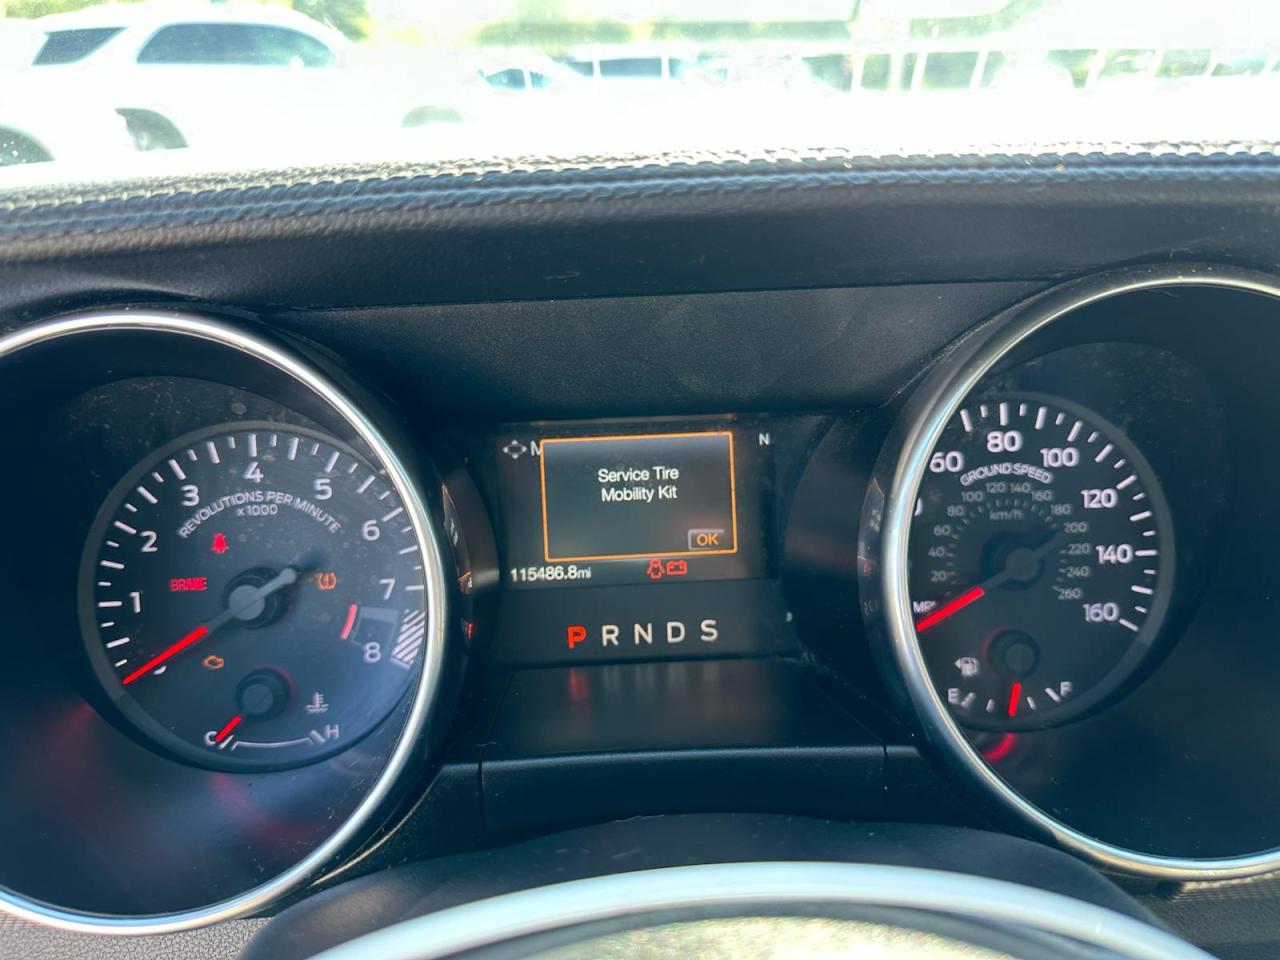 4
3
5
REVOLUTIONS PER MINUTE
x1000
2
6
BRAKE
1
7
8
C
H
M
N
Service Tire
Mobility Kit
OK
115486.8mi
P R N D S
80
60
100
GROUND SPEED
120 140
100
160
80
180
120
60
km/h
200
40
220
140
20
240
260
MPH
160
E
F